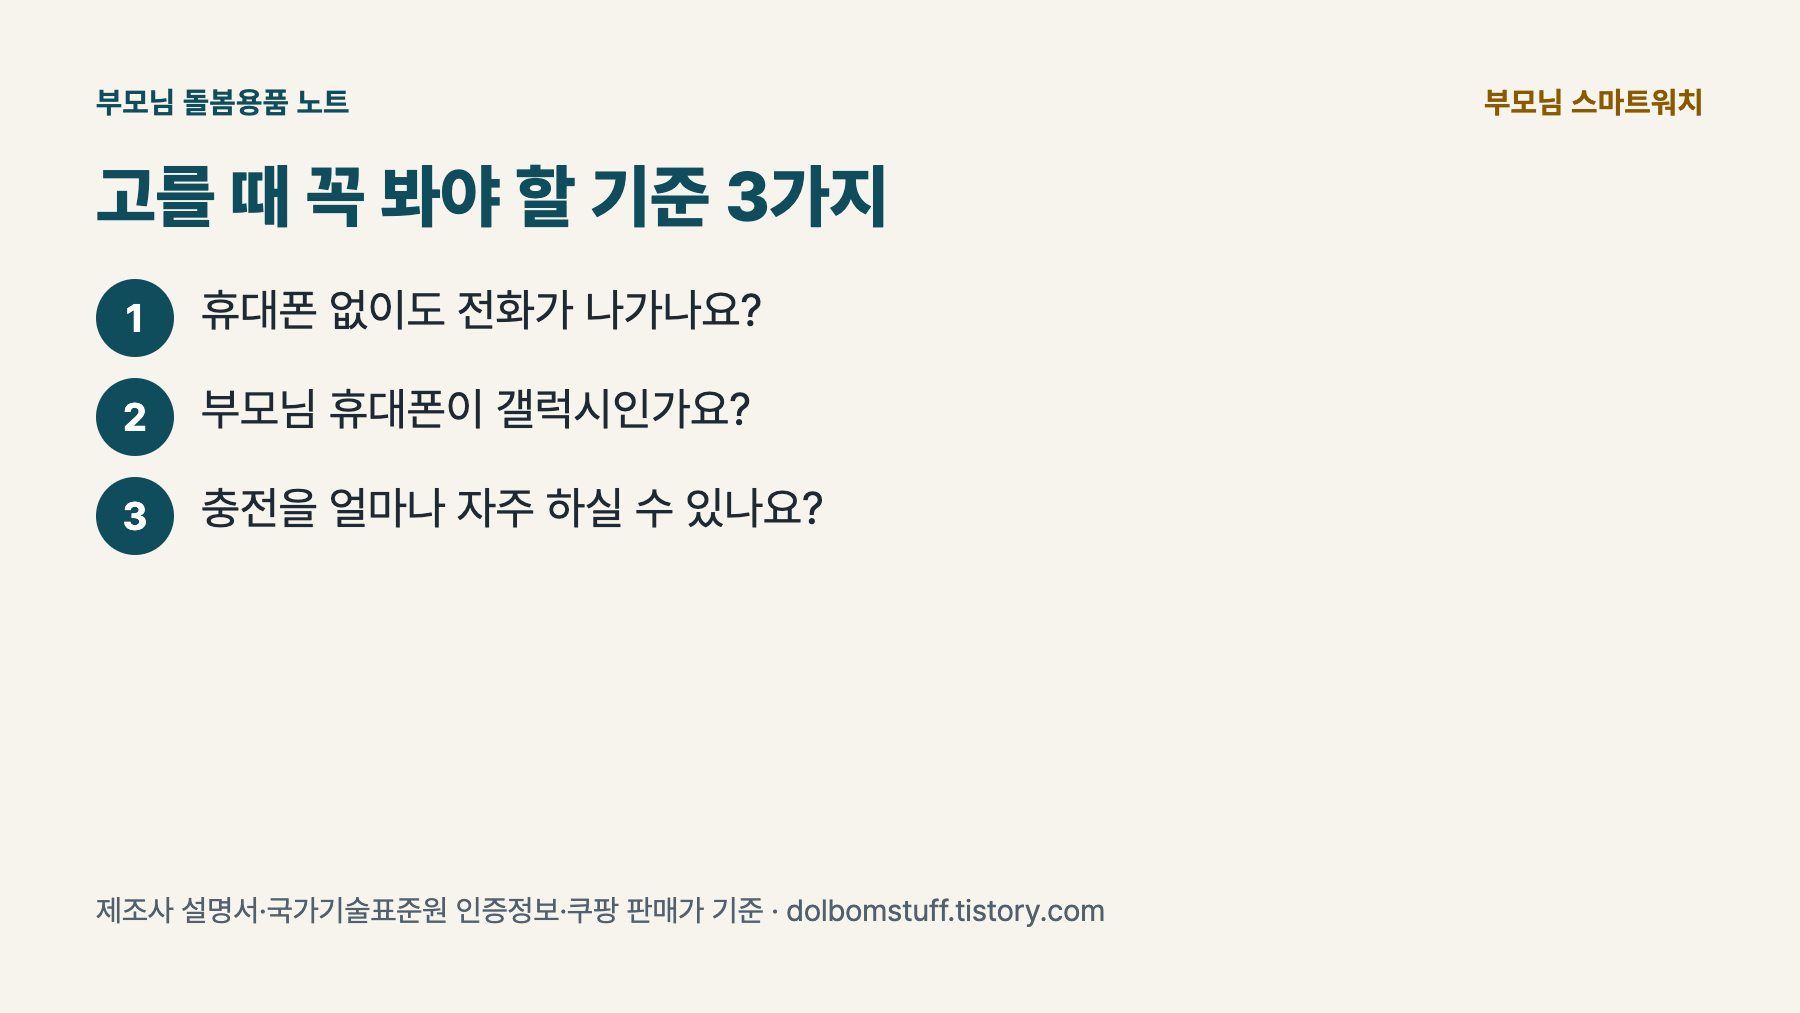 부모님 돌봄용품 노트
부모님 스마트워치
고를 때 꼭 봐야 할 기준 3가지
1 휴대폰 없이도 전화가 나가나요?
2 부모님 휴대폰이 갤럭시인가요?
3 충전을 얼마나 자주 하실 수 있나요?
제조사 설명서·국가기술표준원 인증정보·쿠팡 판매가 기준 · dolbomstuff.tistory.com